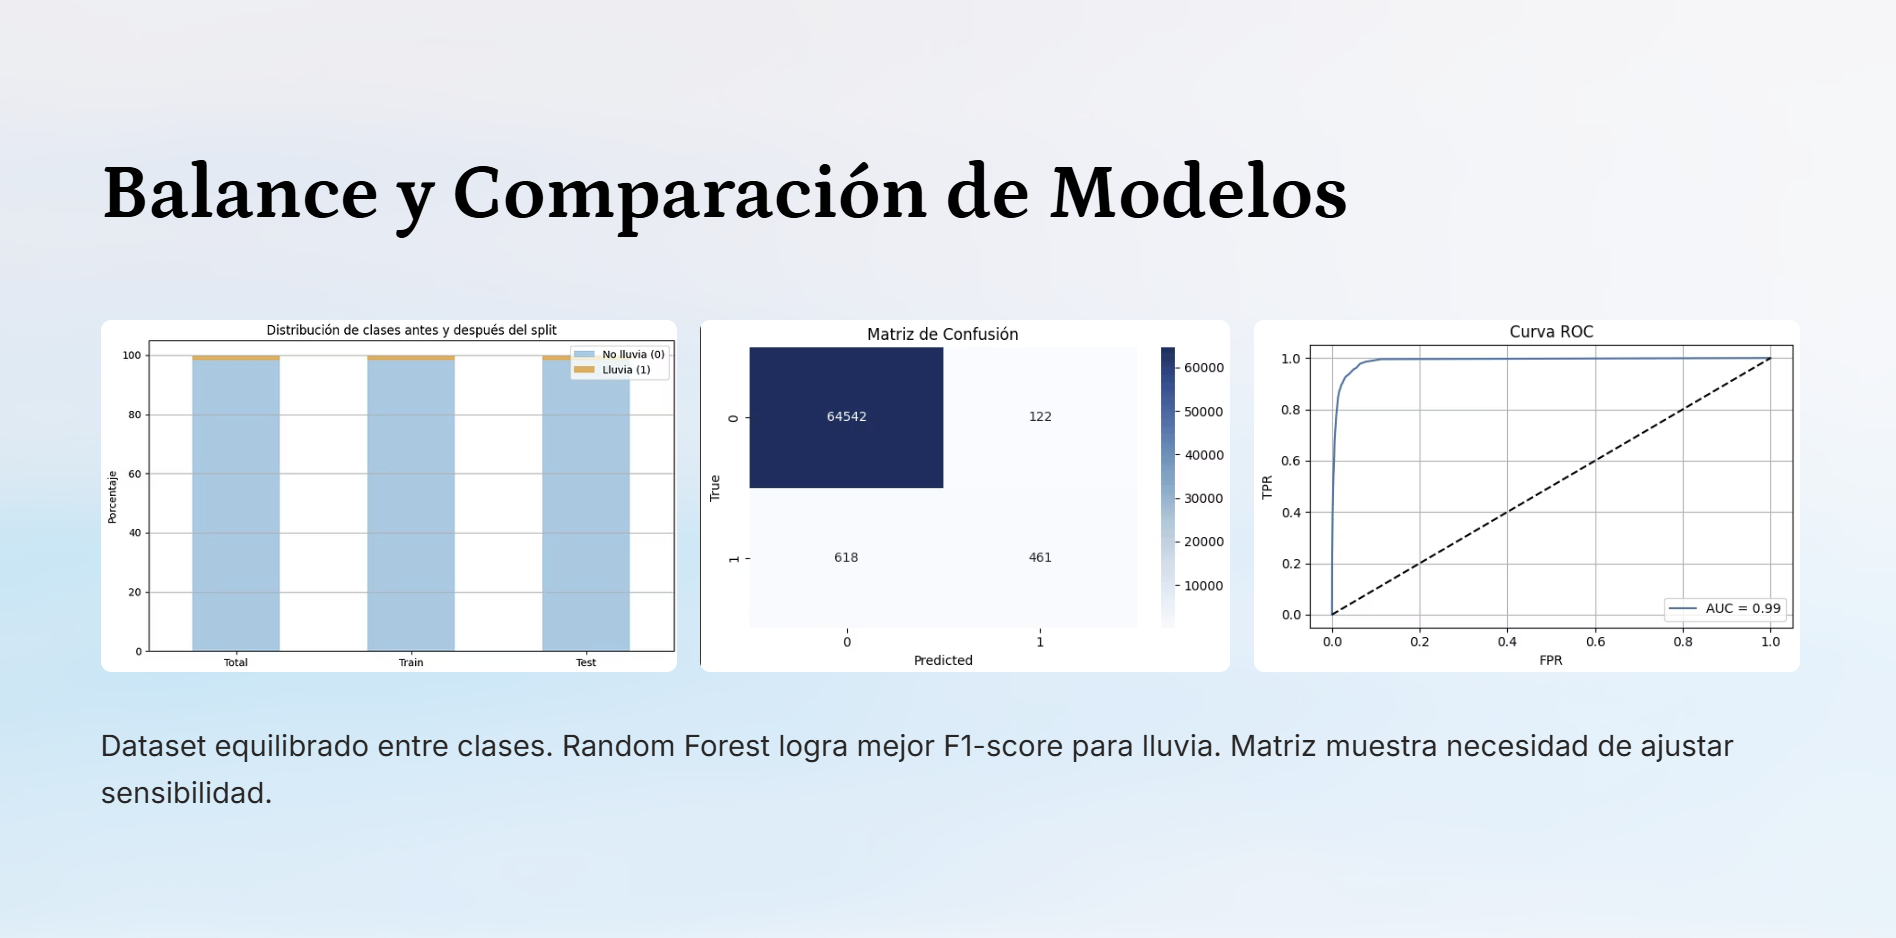 Balance y Comparación de Modelos
Distribución de clases antes y después del split
No lluvia (0)
Lluvia (1)
Porcentaje
100
80
60
40
20
0
Total
Train
Test
Matriz de Confusión
True
0
1
64542
122
618
461
0
1
Predicted
60000
50000
40000
30000
20000
10000
Curva ROC
TPR
1.0
0.8
0.6
0.4
0.2
0.0
AUC = 0.99
0.0
0.2
0.4
0.6
0.8
1.0
FPR
Dataset equilibrado entre clases. Random Forest logra mejor F1-score para lluvia. Matriz muestra necesidad de ajustar
sensibilidad.